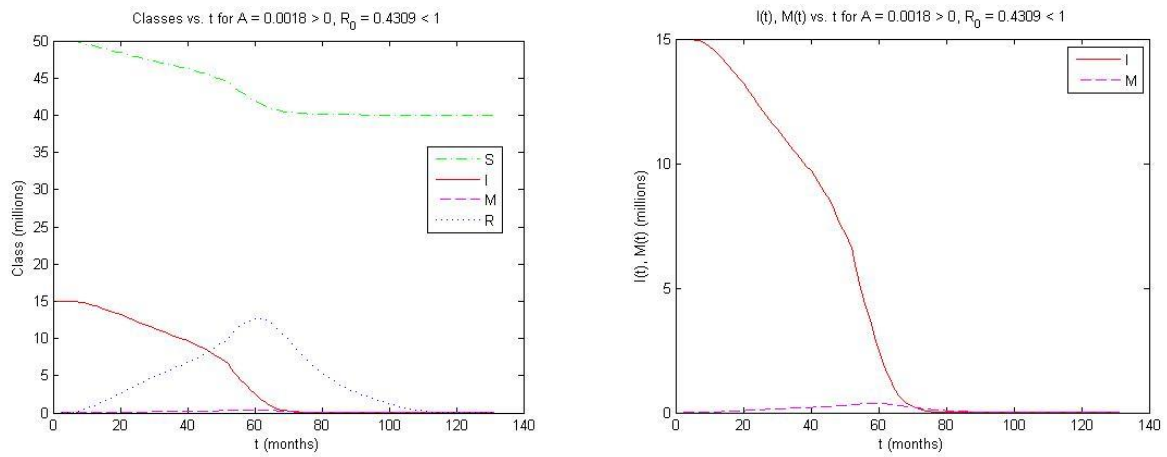 Classes vs. t for A = 0.0018 > 0, R0 = 0.4309 < 1
50
45
40
35
30
25
20
15
10
5
0
Class (millions)
S
I
M
R
0 20 40 60 80 100 120 140
t (months)
I(t), M(t) vs. t for A = 0.0018 > 0, R0 = 0.4309 < 1
15
10
5
0
I(t), M(t) (millions)
I
M
0 20 40 60 80 100 120 140
t (months)